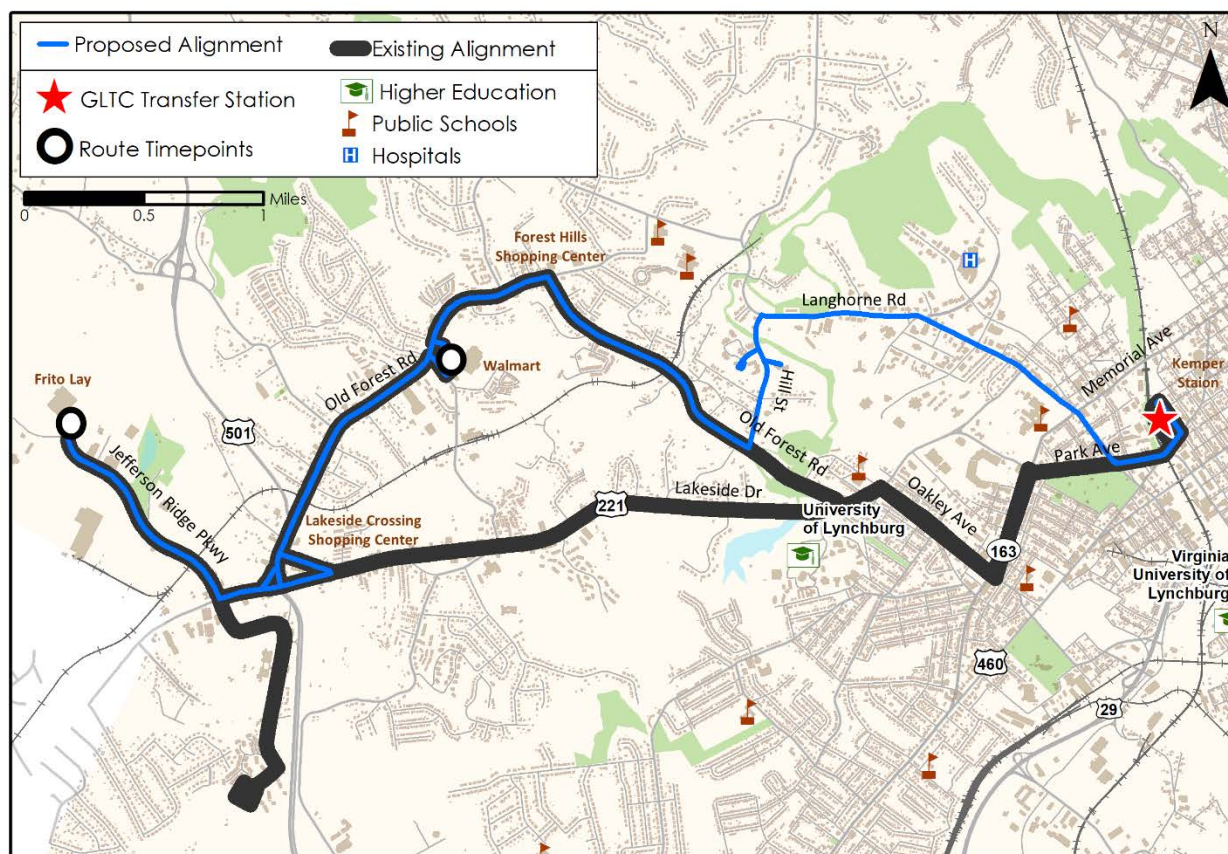 Proposed Alignment
Existing Alignment
GLTC Transfer Station
Route Timepoints
Higher Education
Public Schools
Hospitals
H
0 0.5 1 Miles
N
Forest Hills
Shopping Center
H
Langhorne Rd
Memorial Ave
Kemper
Staion
Frito Lay
Old Forest Rd
Walmart
Hill St
501
Jefferson Ridge Pkwy
Old Forest Rd
Park Ave
Lakeside Crossing
Shopping Center
221
Lakeside Dr
University
of Lynchburg
Oakley Ave
163
Virginia
University of
Lynchburg
460
29